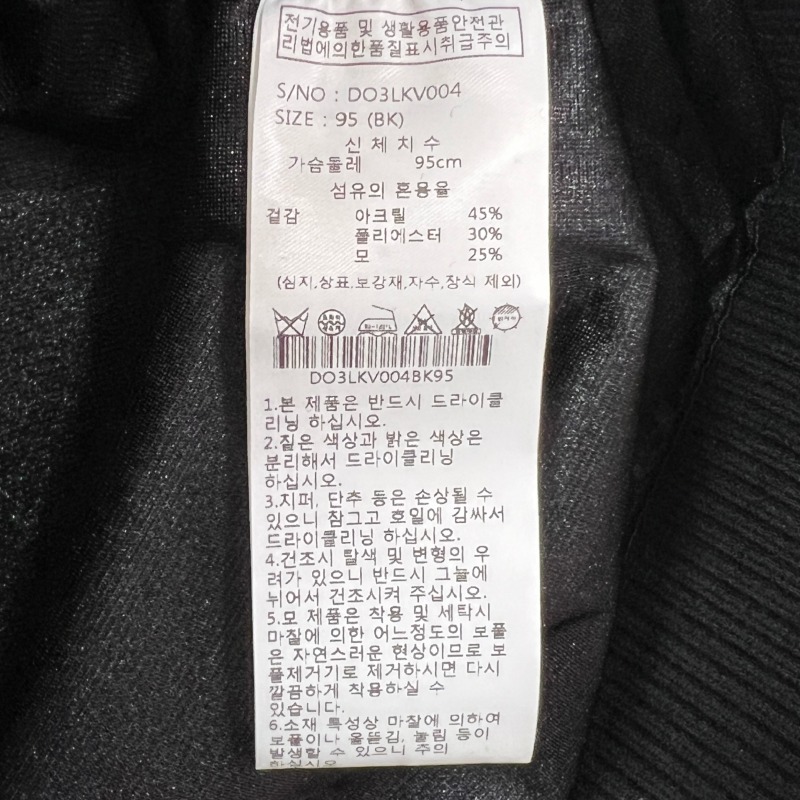 전기용품 및 생활용품안전관
리법에의한품질표시취급주의
S/NO : DO3LKV004
SIZE : 95 (BK)
신 체 치 수
가슴둘레 95cm
섬유의 혼용율
겉감 아크릴 45%
폴리에스터 30%
모 25%
(심지,상표,보강재,자수,장식 제외)
DO3LKV004BK95
1.본 제품은 반드시 드라이클
리닝 하십시오.
2.짙은 색상과 밝은 색상은
분리해서 드라이클리닝
하십시오.
3.지퍼, 단추 등은 손상될 수
있으니 잠그고 호일에 감싸서
드라이클리닝 하십시오.
4.건조시 탈색 및 변형의 우
려가 있으니 반드시 그늘에
뉘어서 건조시켜 주십시오.
5.모 제품은 착용 및 세탁시
마찰에 의한 어느정도의 보풀
은 자연스러운 현상이므로 보
풀제거기로 제거하시면 다시
깔끔하게 착용하실 수
있습니다.
6.소재 특성상 마찰에 의하여
보풀이나 올뜯김, 눌림 등이
발생할 수 있으니 주의
하십시오